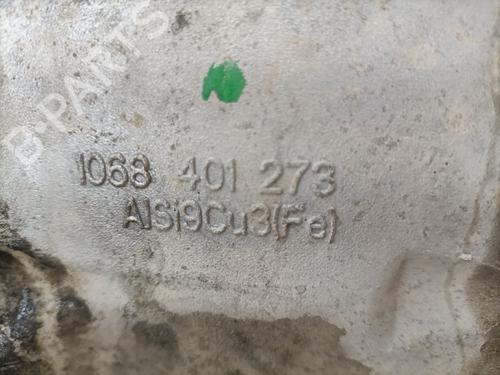 B-PARTS
1068 401 273
AlSi9Cu3(Fe)